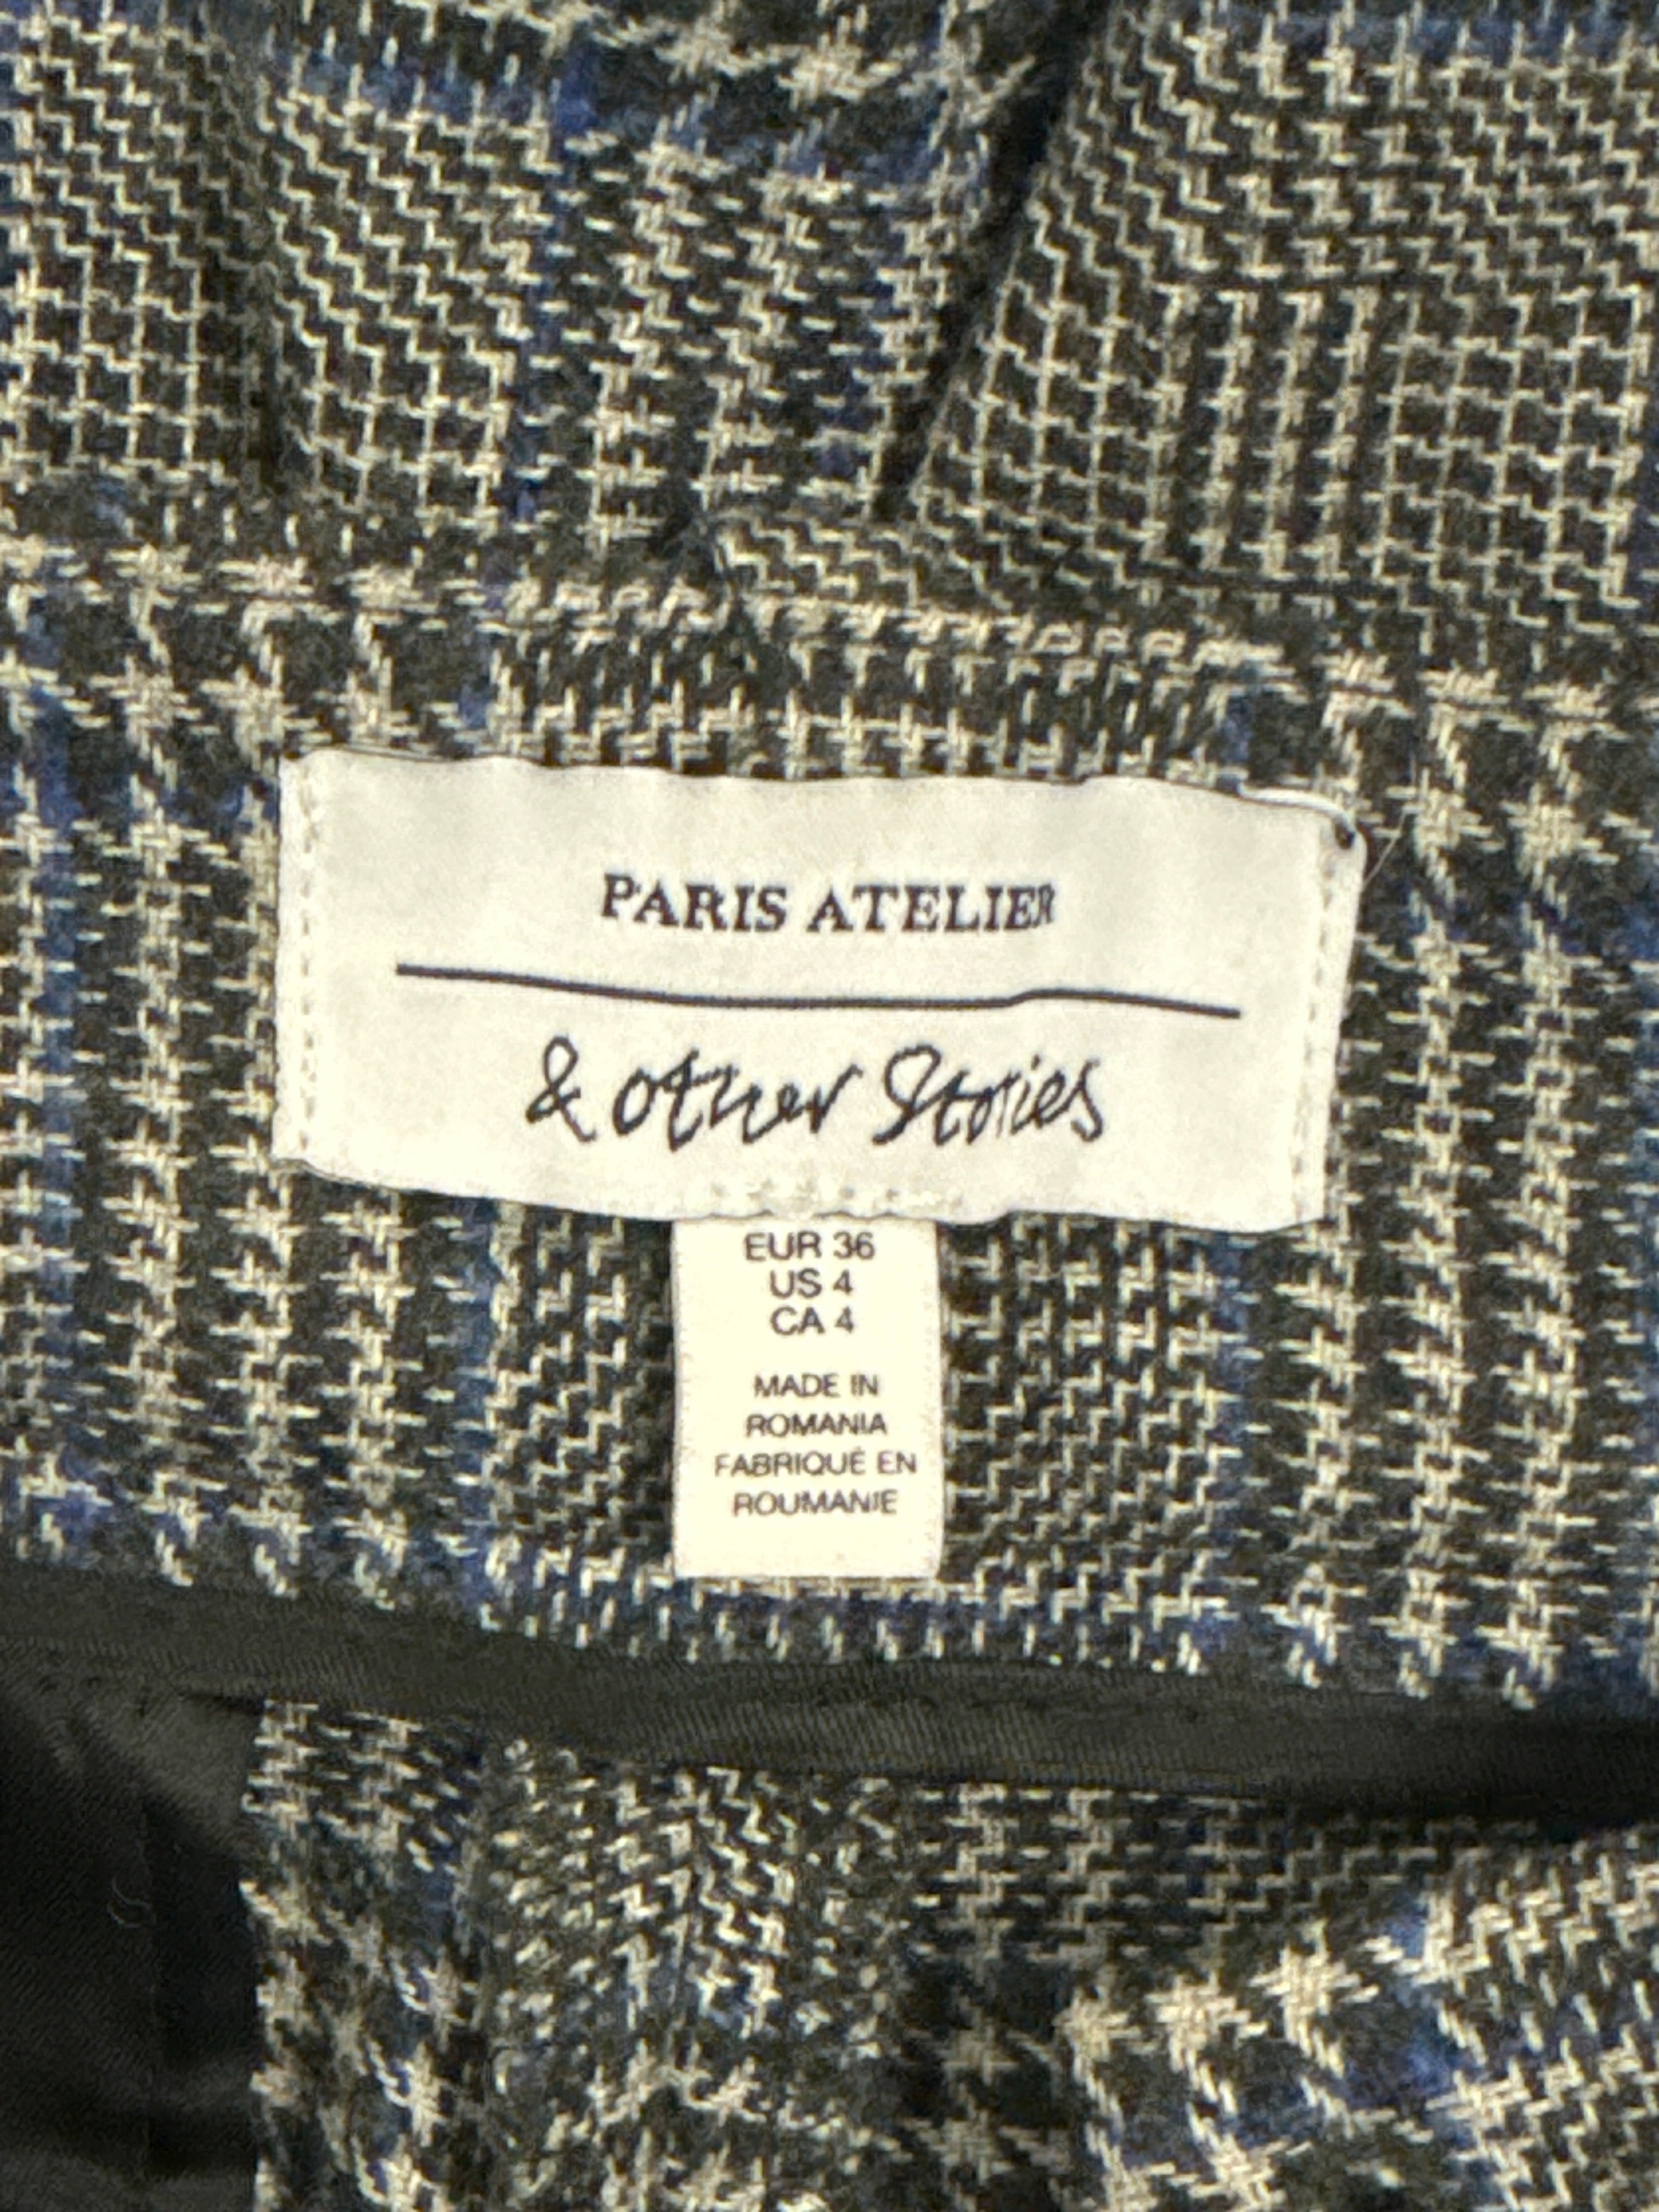 PARIS ATELIER
& other Stories
EUR 36
US 4
CA 4
MADE IN
ROMANIA
FABRIQUÉ EN
ROUMANIE